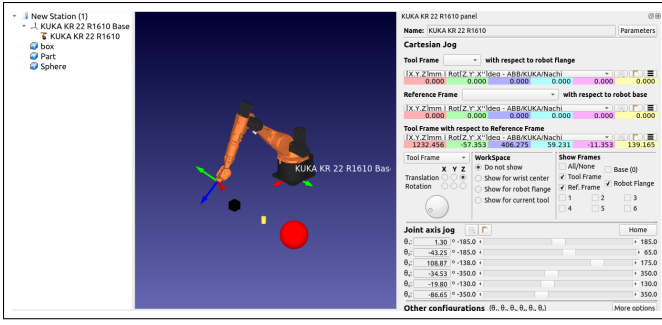 New Station (1)
KUKA KR 22 R1610 Base
KUKA KR 22 R1610
box
Part
Sphere
KUKA KR 22 R1610 Bas
KUKA KR 22 R1610 panel
Name: KUKA KR 22 R1610 Parameters
Cartesian Jog
Tool Frame with respect to robot flange
[X,Y,Z]mm | Rot[Z,Y',X'']deg - ABB/KUKA/Nachi
0.000 0.000 0.000 0.000 0.000 0.000
Reference Frame with respect to robot base
[X,Y,Z]mm | Rot[Z,Y',X'']deg - ABB/KUKA/Nachi
0.000 0.000 0.000 0.000 0.000 0.000
Tool Frame with respect to Reference Frame
[X,Y,Z]mm | Rot[Z,Y',X'']deg - ABB/KUKA/Nachi
1232.456 -57.353 406.275 59.231 -11.353 139.165
Tool Frame
X Y Z
Translation
Rotation
WorkSpace
Do not show
Show for wrist center
Show for robot flange
Show for current tool
Show Frames
All/None Base (0)
Tool Frame
Ref. Frame Robot Flange
1 2 3
4 5 6
Joint axis jog Home
1.30 ° -185.0 185.0
-43.25 ° -185.0 65.0
108.87 ° -138.0 175.0
-34.53 ° -350.0 350.0
-19.80 ° -130.0 130.0
-86.65 ° -350.0 350.0
Other configurations More options